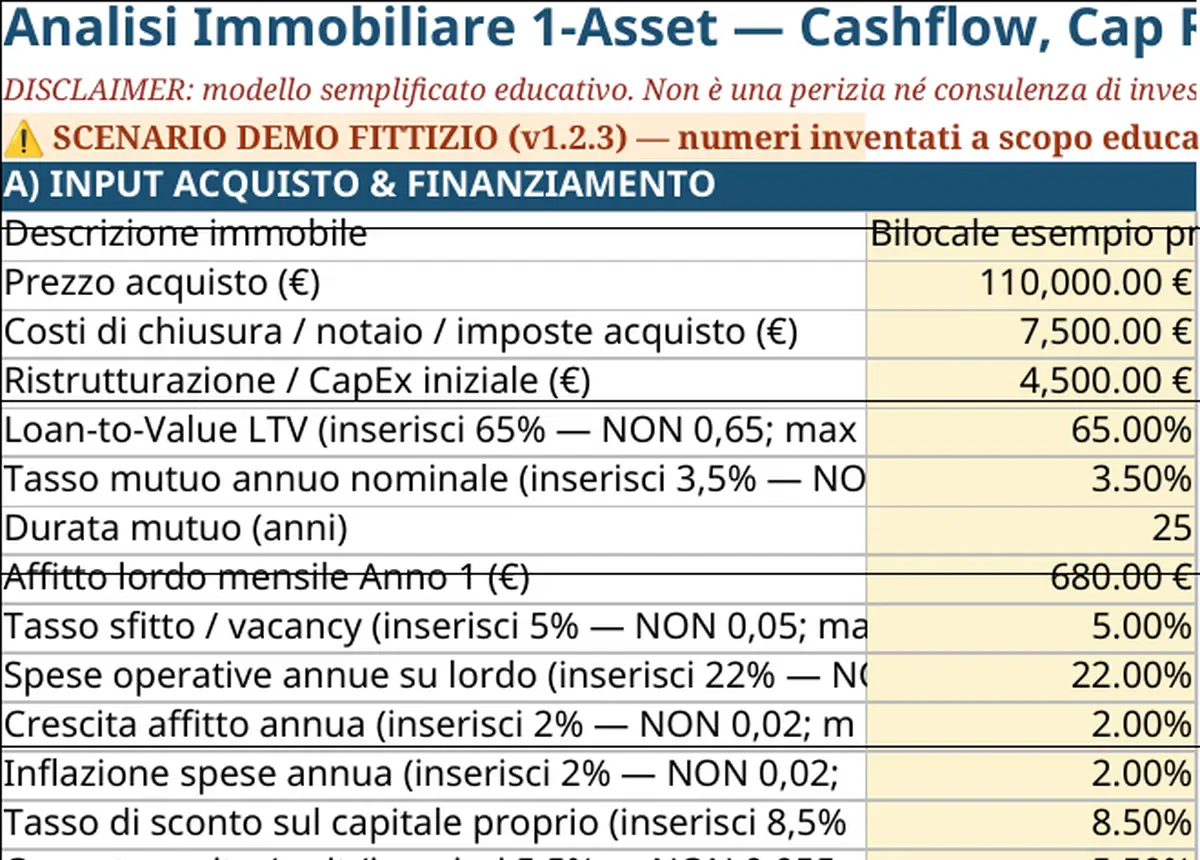 Analisi Immobiliare 1-Asset — Cashflow, Cap
DISCLAIMER: modello semplificato educativo. Non è una perizia né consulenza di inves
⚠️ SCENARIO DEMO FITTIZIO (v1.2.3) — numeri inventati a scopo educa
A) INPUT ACQUISTO & FINANZIAMENTO
Descrizione immobile Bilocale esempio pr
Prezzo acquisto (€) 110,000.00 €
Costi di chiusura / notaio / imposte acquisto (€) 7,500.00 €
Ristrutturazione / CapEx iniziale (€) 4,500.00 €
Loan-to-Value LTV (inserisci 65% — NON 0,65; max 65.00%
Tasso mutuo annuo nominale (inserisci 3,5% — NO 3.50%
Durata mutuo (anni) 25
Affitto lordo mensile Anno 1 (€) 680.00 €
Tasso sfitto / vacancy (inserisci 5% — NON 0,05; ma 5.00%
Spese operative annue su lordo (inserisci 22% — NO 22.00%
Crescita affitto annua (inserisci 2% — NON 0,02; m 2.00%
Inflazione spese annua (inserisci 2% — NON 0,02; 2.00%
Tasso di sconto sul capitale proprio (inserisci 8,5% 8.50%